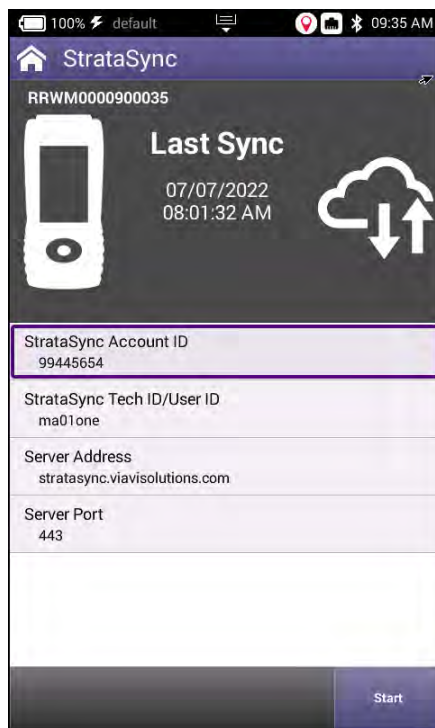 100% default 09:35 AM
StrataSync
RRWM0000900035
Last Sync
07/07/2022
08:01:32 AM
StrataSync Account ID
99445654
StrataSync Tech ID/User ID
ma01one
Server Address
stratasync.viavisolutions.com
Server Port
443
Start